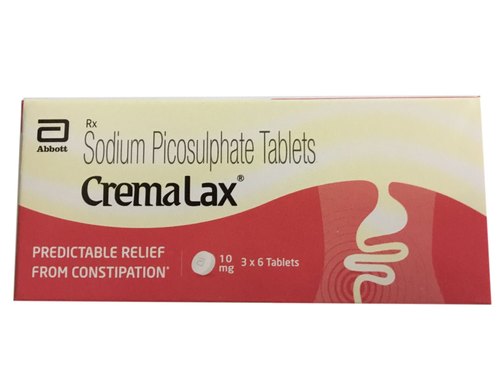 Rx
Abbott
Sodium Picosulphate Tablets
CremaLax®
PREDICTABLE RELIEF
FROM CONSTIPATION*
10
mg
3 x 6 Tablets